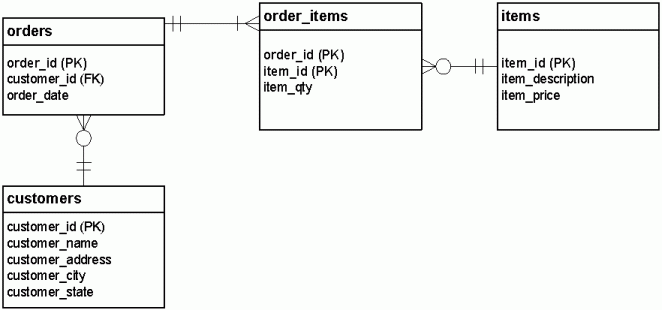 orders
order_id (PK)
customer_id (FK)
order_date
order_items
order_id (PK)
item_id (PK)
item_qty
items
item_id (PK)
item_description
item_price
customers
customer_id (PK)
customer_name
customer_address
customer_city
customer_state